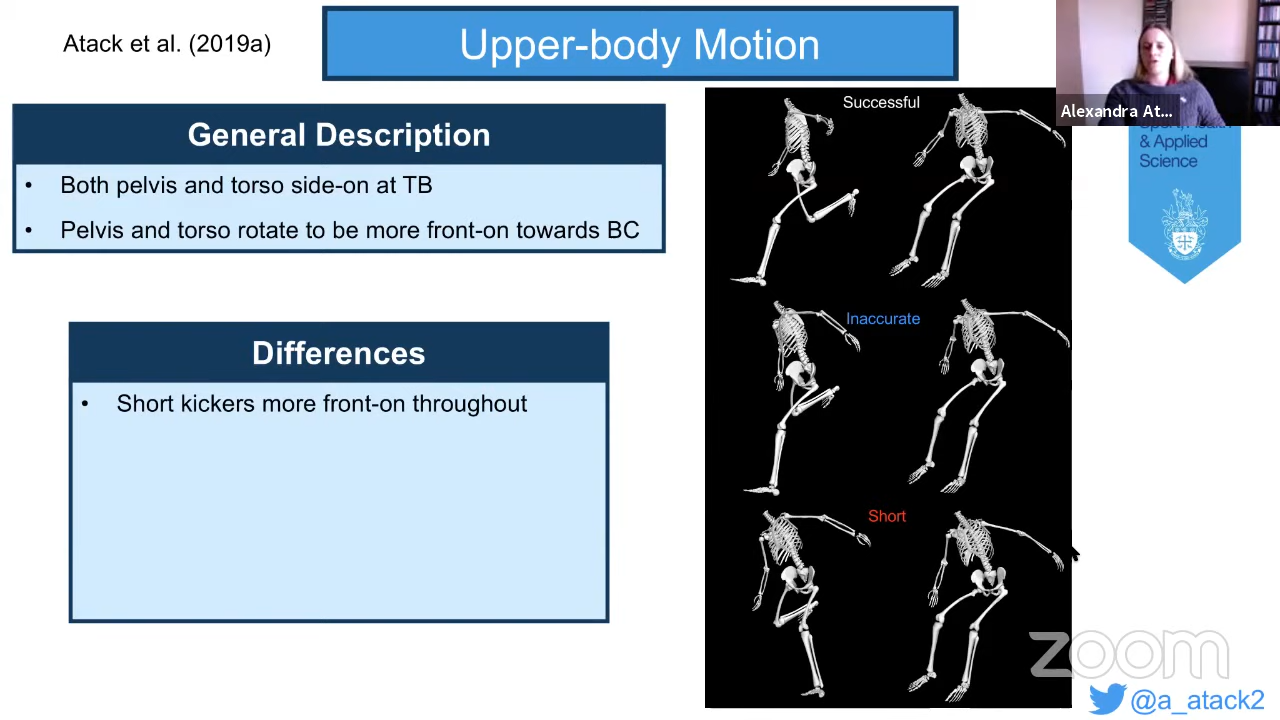 Atack et al. (2019a)
Upper-body Motion
Alexandra At...
General Description
• Both pelvis and torso side-on at TB
• Pelvis and torso rotate to be more front-on towards BC
Differences
• Short kickers more front-on throughout
Successful
Inaccurate
Short
& Applied
Science
zoom
@a_atack2